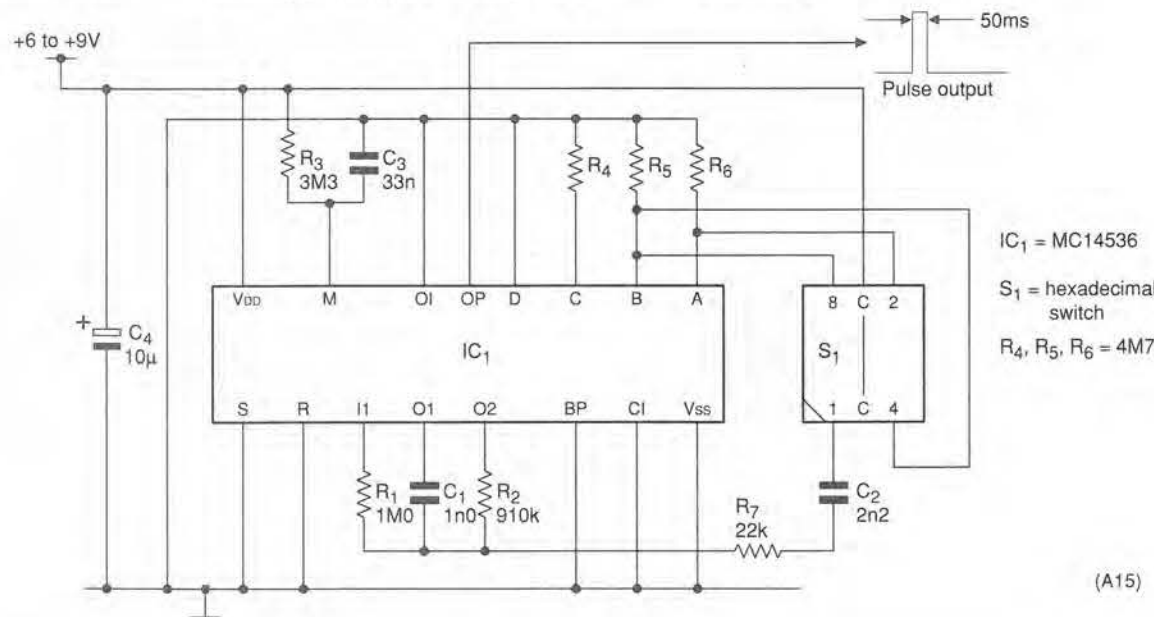 +6 to +9V
50ms
Pulse output
R3
3M3
C3
33n
R4
R5
R6
VDD
M
OI
OP
D
C
B
A
8
C
2
IC1 = MC14536
S1 = hexadecimal
switch
R4, R5, R6 = 4M7
+
C4
10μ
IC1
S1
S
R
I1
O1
O2
BP
CI
VSS
1
C
4
R1
1M0
C1
1n0
R2
910k
R7
22k
C2
2n2
(A15)